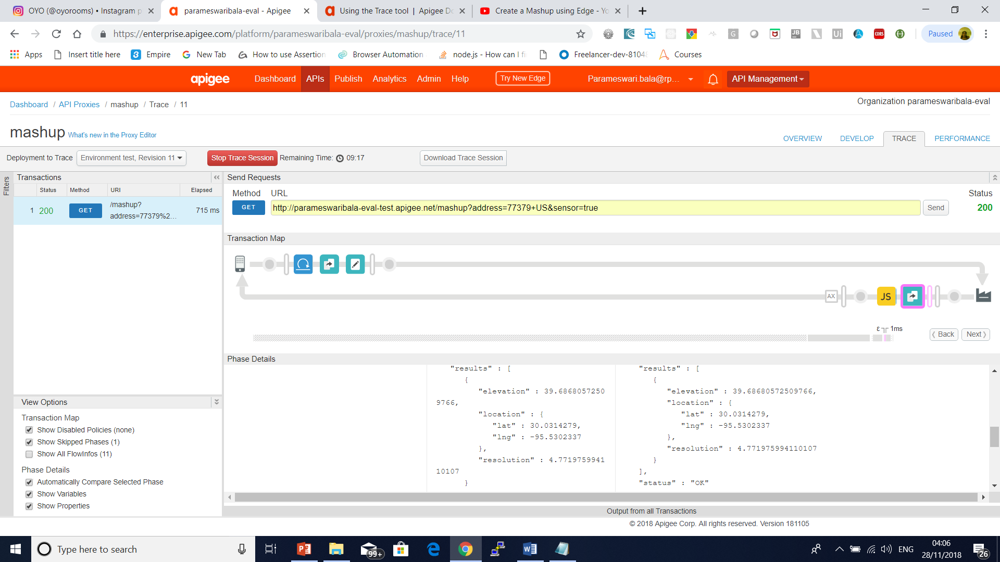 OYO (@oyorooms) • Instagram p
parameswaribala-eval - Apigee
Using the Trace tool | Apigee Do
Create a Mashup using Edge - Yo
https://enterprise.apigee.com/platform/parameswaribala-eval/proxies/mashup/trace/11
G
JB
Ui
CORS
Paused
Apps
Insert title here
3
Empire
New Tab
How to use Assertion
Browser Automation
node.js - How can I fi
Freelancer-dev-81048
Courses
apigee
Dashboard
APIs
Publish
Analytics
Admin
Help
Try New Edge
Parameswari.bala@rp...
API Management
Dashboard / API Proxies / mashup / Trace / 11
Organization parameswaribala-eval
mashup What's new in the Proxy Editor
OVERVIEW
DEVELOP
TRACE
PERFORMANCE
Deployment to Trace
Environment test, Revision 11
Stop Trace Session
Remaining Time: 09:17
Download Trace Session
Filters
Transactions
Status Method URI Elapsed
1 200 GET /mashup?
address=77379%2... 715 ms
Send Requests
Method URL Status
GET http://parameswaribala-eval-test.apigee.net/mashup?address=77379+US&sensor=true Send 200
Transaction Map
AX
JS
ε 1ms
Back
Next
Phase Details
"results" : [
{
"elevation" : 39.6868057250
9766,
"location" : {
"lat" : 30.0314279,
"lng" : -95.5302337
},
"resolution" : 4.7719759941
10107
}
"results" : [
{
"elevation" : 39.68680572509766,
"location" : {
"lat" : 30.0314279,
"lng" : -95.5302337
},
"resolution" : 4.771975994110107
}
],
"status" : "OK"
View Options
Transaction Map
Show Disabled Policies (none)
Show Skipped Phases (1)
Show All FlowInfos (11)
Phase Details
Automatically Compare Selected Phase
Show Variables
Show Properties
Output from all Transactions
© 2018 Apigee Corp. All rights reserved. Version 181105
Type here to search
99+
ENG
04:06
28/11/2018
26